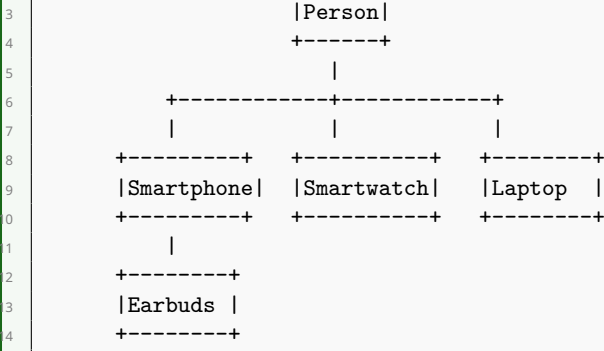 3 |Person|
4 +------+
5 |
6 +------------+------------+
7 | | |
8 +---------+ +----------+ +--------+
9 |Smartphone| |Smartwatch| |Laptop |
10 +---------+ +----------+ +--------+
11 |
12 +--------+
13 |Earbuds |
14 +--------+